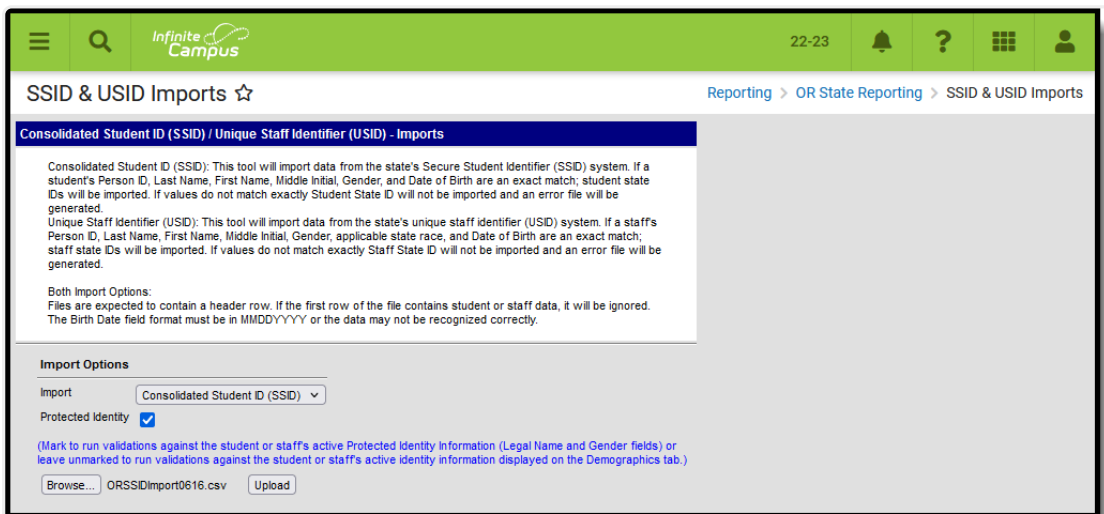 Infinite
Campus
22-23
?
SSID & USID Imports
Reporting > OR State Reporting > SSID & USID Imports
Consolidated Student ID (SSID) / Unique Staff Identifier (USID) - Imports
Consolidated Student ID (SSID): This tool will import data from the state's Secure Student Identifier (SSID) system. If a
student's Person ID, Last Name, First Name, Middle Initial, Gender, and Date of Birth are an exact match; student state
IDs will be imported. If values do not match exactly Student State ID will not be imported and an error file will be
generated.
Unique Staff Identifier (USID): This tool will import data from the state's unique staff identifier (USID) system. If a staff's
Person ID, Last Name, First Name, Middle Initial, Gender, applicable state race, and Date of Birth are an exact match;
staff state IDs will be imported. If values do not match exactly Staff State ID will not be imported and an error file will be
generated.
Both Import Options:
Files are expected to contain a header row. If the first row of the file contains student or staff data, it will be ignored.
The Birth Date field format must be in MMDDYYYY or the data may not be recognized correctly.
Import Options
Import Consolidated Student ID (SSID)
Protected Identity
(Mark to run validations against the student or staff's active Protected Identity Information (Legal Name and Gender fields) or
leave unmarked to run validations against the student or staff's active identity information displayed on the Demographics tab.)
Browse... ORSSIDImport0616.csv Upload